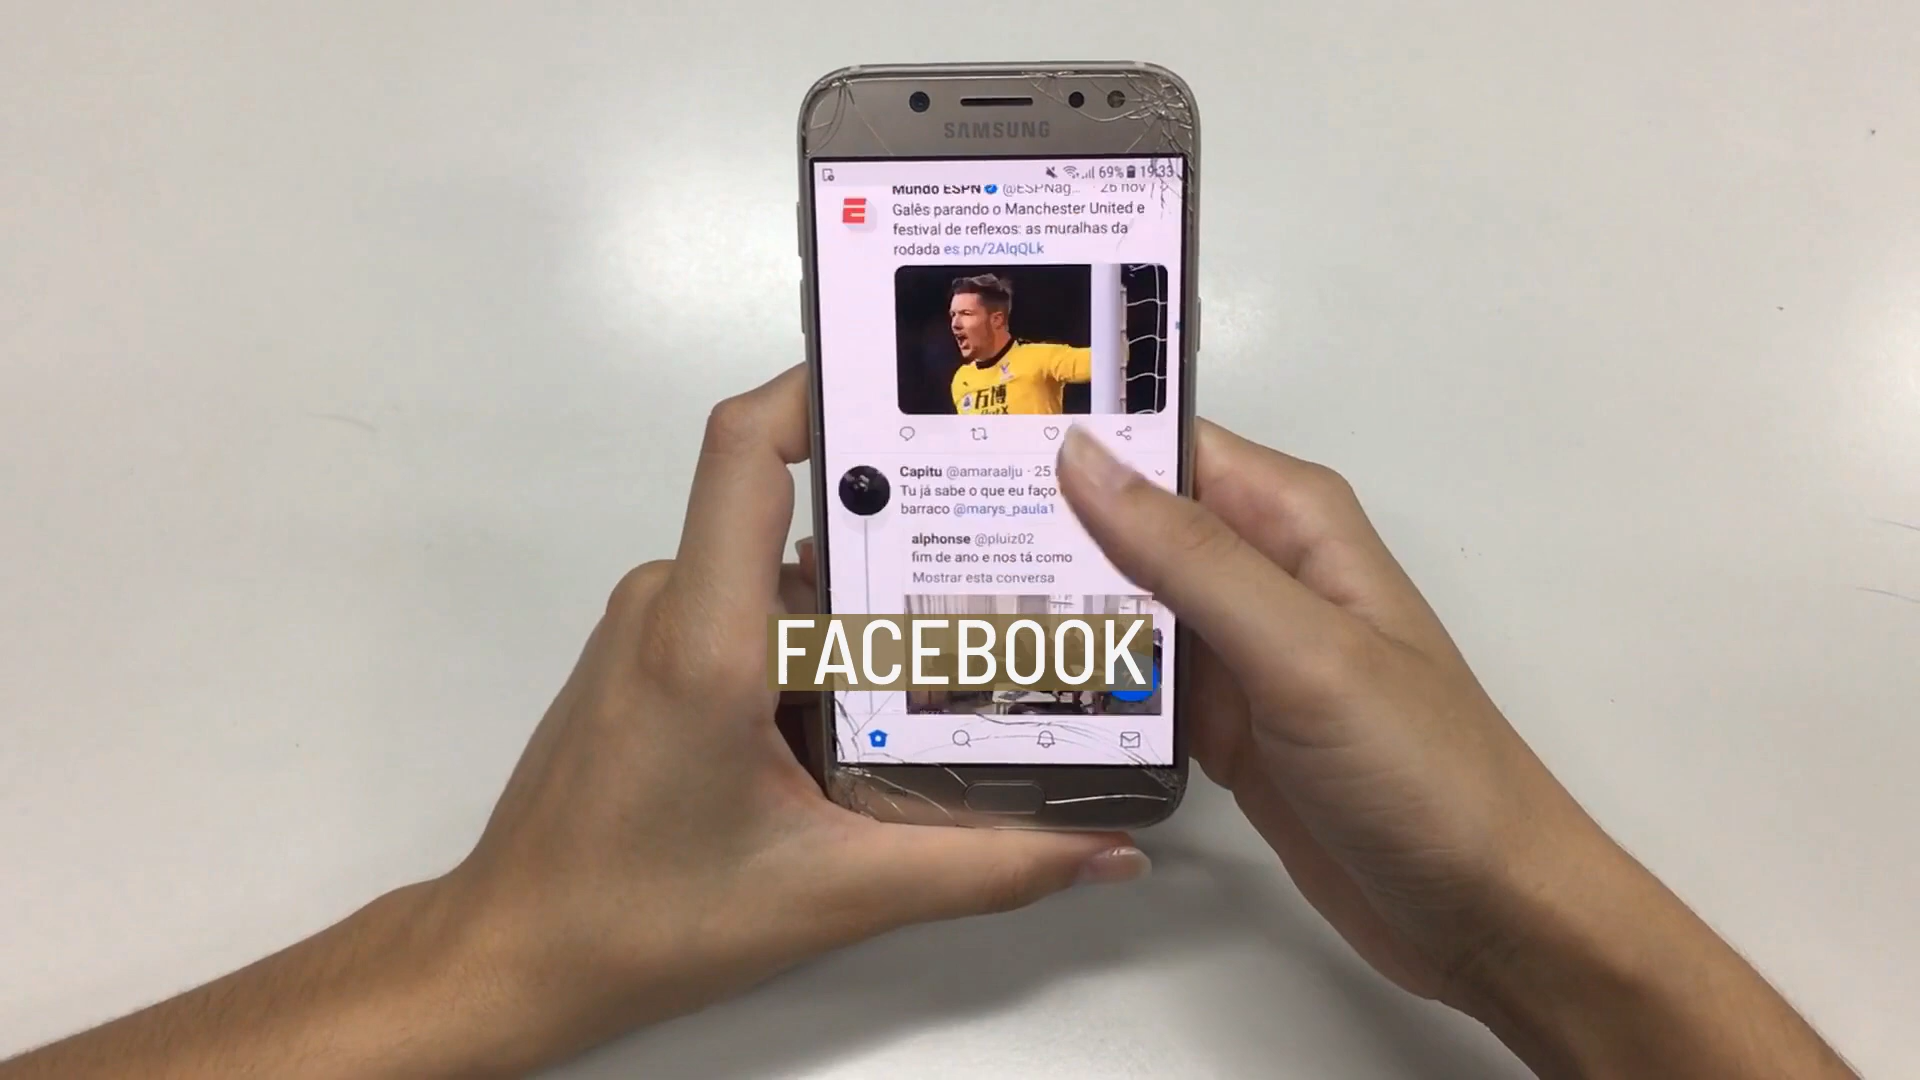 SAMSUNG
69% 19:33
Mundo ESPN @ESPNag... · 26 nov
Galês parando o Manchester United e
festival de reflexos: as muralhas da
rodada es.pn/2AlqQLk
万博
Capitu @amaraalju · 25
Tu já sabe o que eu faço
barraco @marys_paula1
alphonse @pluiz02
fim de ano e nos tá como
Mostrar esta conversa
FACEBOOK